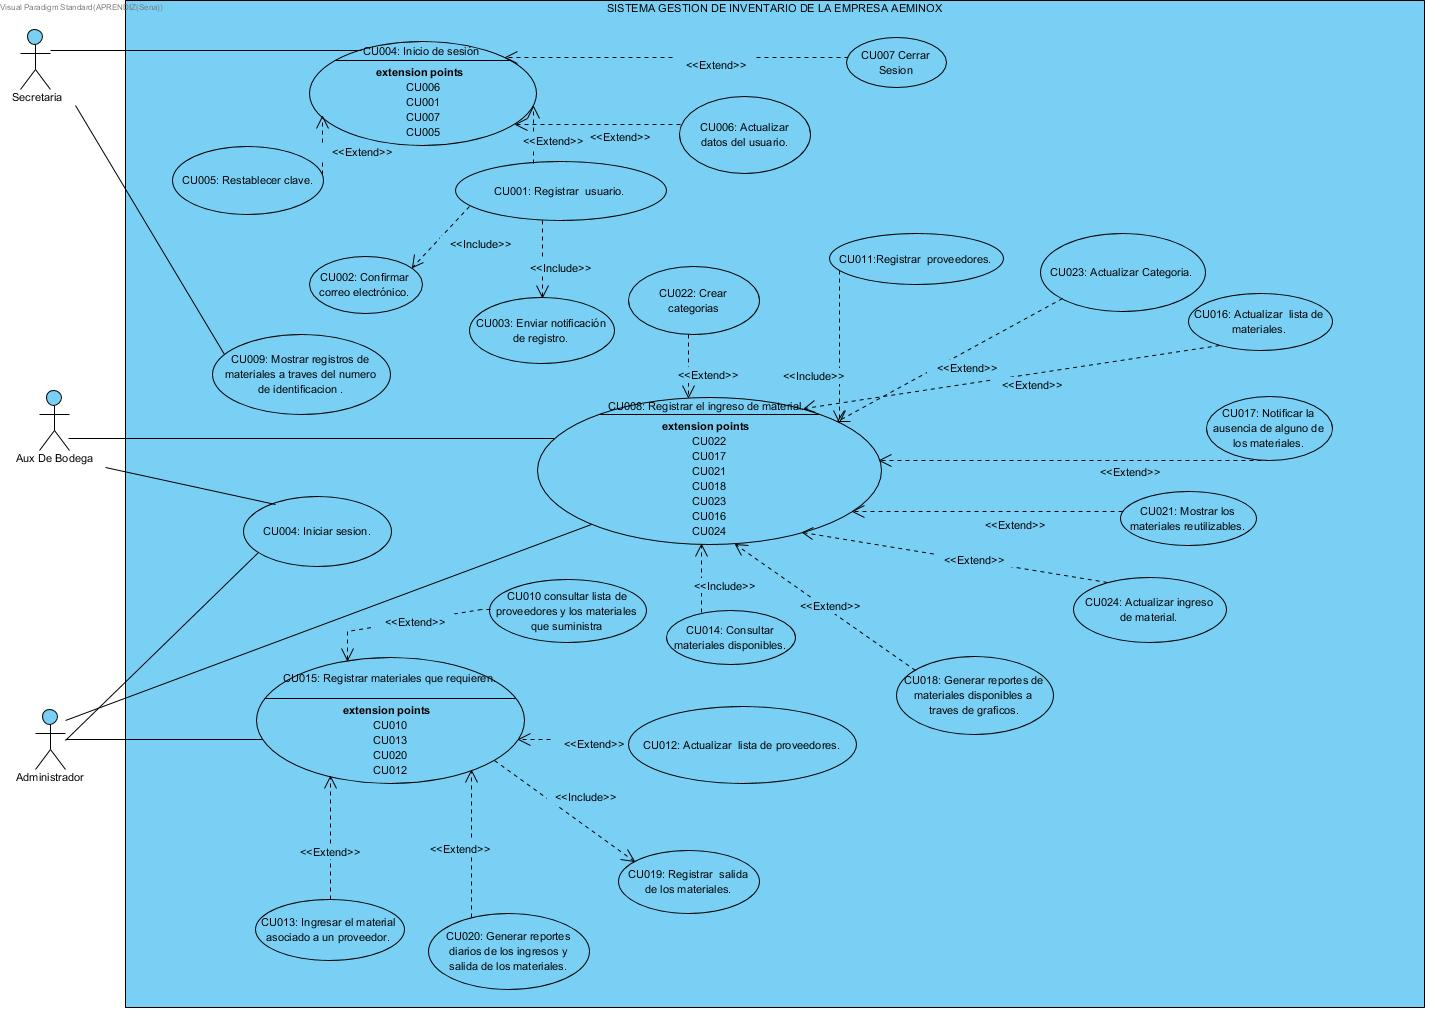 Visual Paradigm Standard(APRENDIZ(Sena))
SISTEMA GESTION DE INVENTARIO DE LA EMPRESA AEMINOX
Secretaria
CU004: Inicio de sesión
extension points
CU006
CU001
CU007
CU005
<<Extend>>
CU007 Cerrar
Sesion
<<Extend>>
<<Extend>>
CU006: Actualizar
datos del usuario.
<<Extend>>
CU005: Restablecer clave.
CU001: Registrar  usuario.
<<Include>>
<<Include>>
CU002: Confirmar
correo electrónico.
CU003: Enviar notificación
de registro.
CU009: Mostrar registros de
materiales a traves del numero
de identificacion .
CU022: Crear
categorias
CU011:Registrar  proveedores.
CU023: Actualizar Categoria.
CU016: Actualizar  lista de
materiales.
<<Extend>>
<<Include>>
<<Extend>>
<<Extend>>
Aux De Bodega
CU008: Registrar el ingreso de material.
extension points
CU022
CU017
CU021
CU018
CU023
CU016
CU024
CU017: Notificar la
ausencia de alguno de
los materiales.
<<Extend>>
CU021: Mostrar los
materiales reutilizables.
<<Extend>>
CU004: Iniciar sesion.
<<Extend>>
CU024: Actualizar ingreso
de material.
<<Include>>
<<Extend>>
CU010 consultar lista de
proveedores y los materiales
que suministra
<<Extend>>
CU014: Consultar
materiales disponibles.
CU018: Generar reportes de
materiales disponibles a
traves de graficos.
Administrador
CU015: Registrar materiales que requieren.
extension points
CU010
CU013
CU020
CU012
<<Extend>>
CU012: Actualizar  lista de proveedores.
<<Include>>
<<Extend>>
<<Extend>>
CU019: Registrar  salida
de los materiales.
CU013: Ingresar el material
asociado a un proveedor.
CU020: Generar reportes
diarios de los ingresos y
salida de los materiales.